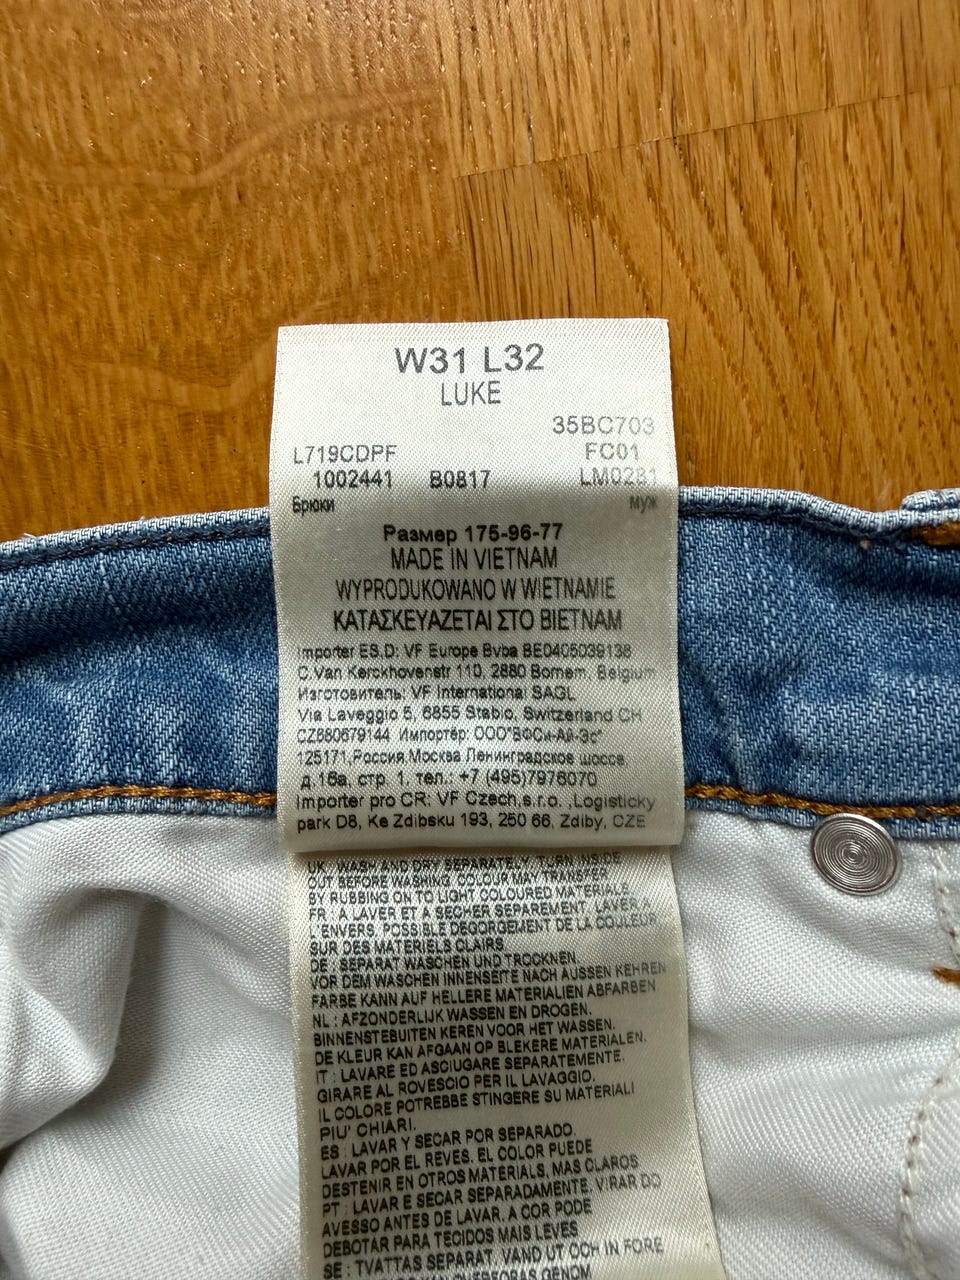 W31 L32
LUKE
35BC703
L719CDPF FC01
1002441 B0817 LM0281
Брюки муж
Размер 175-96-77
MADE IN VIETNAM
WYPRODUKOWANO W WIETNAMIE
ΚΑΤΑΣΚΕΥΑΖΕΤΑΙ ΣΤΟ ΒΙΕΤΝΑΜ
Importer ES.D: VF Europe Bvba BE0405039138
C.Van Kerckhovenstr 110, 2880 Bornem, Belgium
Изготовитель: VF International SAGL
Via Laveggio 5, 6855 Stabio, Switzerland CH
CZ680679144 Импортёр: ООО"ВФСи-Ай-Эс"
125171,Россия,Москва Ленинградское шоссе
д.16а, стр. 1, тел.: +7 (495)7976070
Importer pro CR: VF Czech,s.r.o. ,Logisticky
park D8, Ke Zdibsku 193, 250 66, Zdiby, CZE
UK : WASH AND DRY SEPARATELY. TURN INSIDE
OUT BEFORE WASHING. COLOUR MAY TRANSFER
BY RUBBING ON TO LIGHT COLOURED MATERIALS.
FR : A LAVER ET A SECHER SEPAREMENT. LAVER A
L'ENVERS. POSSIBLE DEGORGEMENT DE LA COULEUR
SUR DES MATERIELS CLAIRS.
DE : SEPARAT WASCHEN UND TROCKNEN.
VOR DEM WASCHEN INNENSEITE NACH AUSSEN KEHREN
FARBE KANN AUF HELLERE MATERIALIEN ABFARBEN
NL : AFZONDERLIJK WASSEN EN DROGEN.
BINNENSTEBUITEN KEREN VOOR HET WASSEN.
DE KLEUR KAN AFGAAN OP BLEKERE MATERIALEN.
IT : LAVARE ED ASCIUGARE SEPARATEMENTE.
GIRARE AL ROVESCIO PER IL LAVAGGIO.
IL COLORE POTREBBE STINGERE SU MATERIALI
PIU' CHIARI.
ES : LAVAR Y SECAR POR SEPARADO.
LAVAR POR EL REVES. EL COLOR PUEDE
DESTENIR EN OTROS MATERIALS, MAS CLAROS
PT : LAVAR E SECAR SEPARADAMENTE. VIRAR DO
AVESSO ANTES DE LAVAR. A COR PODE
DEBOTAR PARA TECIDOS MAIS LEVES
SE : TVATTAS SEPARAT. VAND UT OCH IN FORE